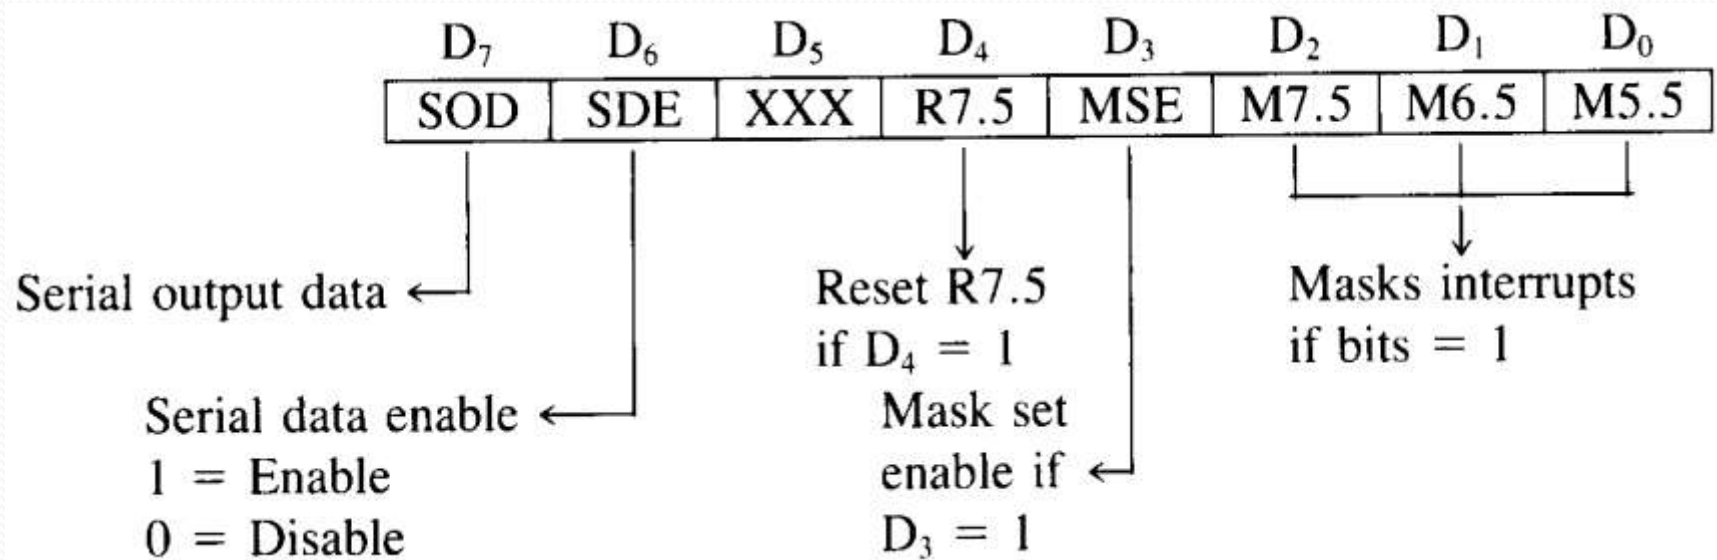 D₇ D₆ D₅ D₄ D₃ D₂ D₁ D₀
SOD SDE XXX R7.5 MSE M7.5 M6.5 M5.5
Serial output data
Reset R7.5
if D₄ = 1
Masks interrupts
if bits = 1
Serial data enable
1 = Enable
0 = Disable
Mask set
enable if
D₃ = 1